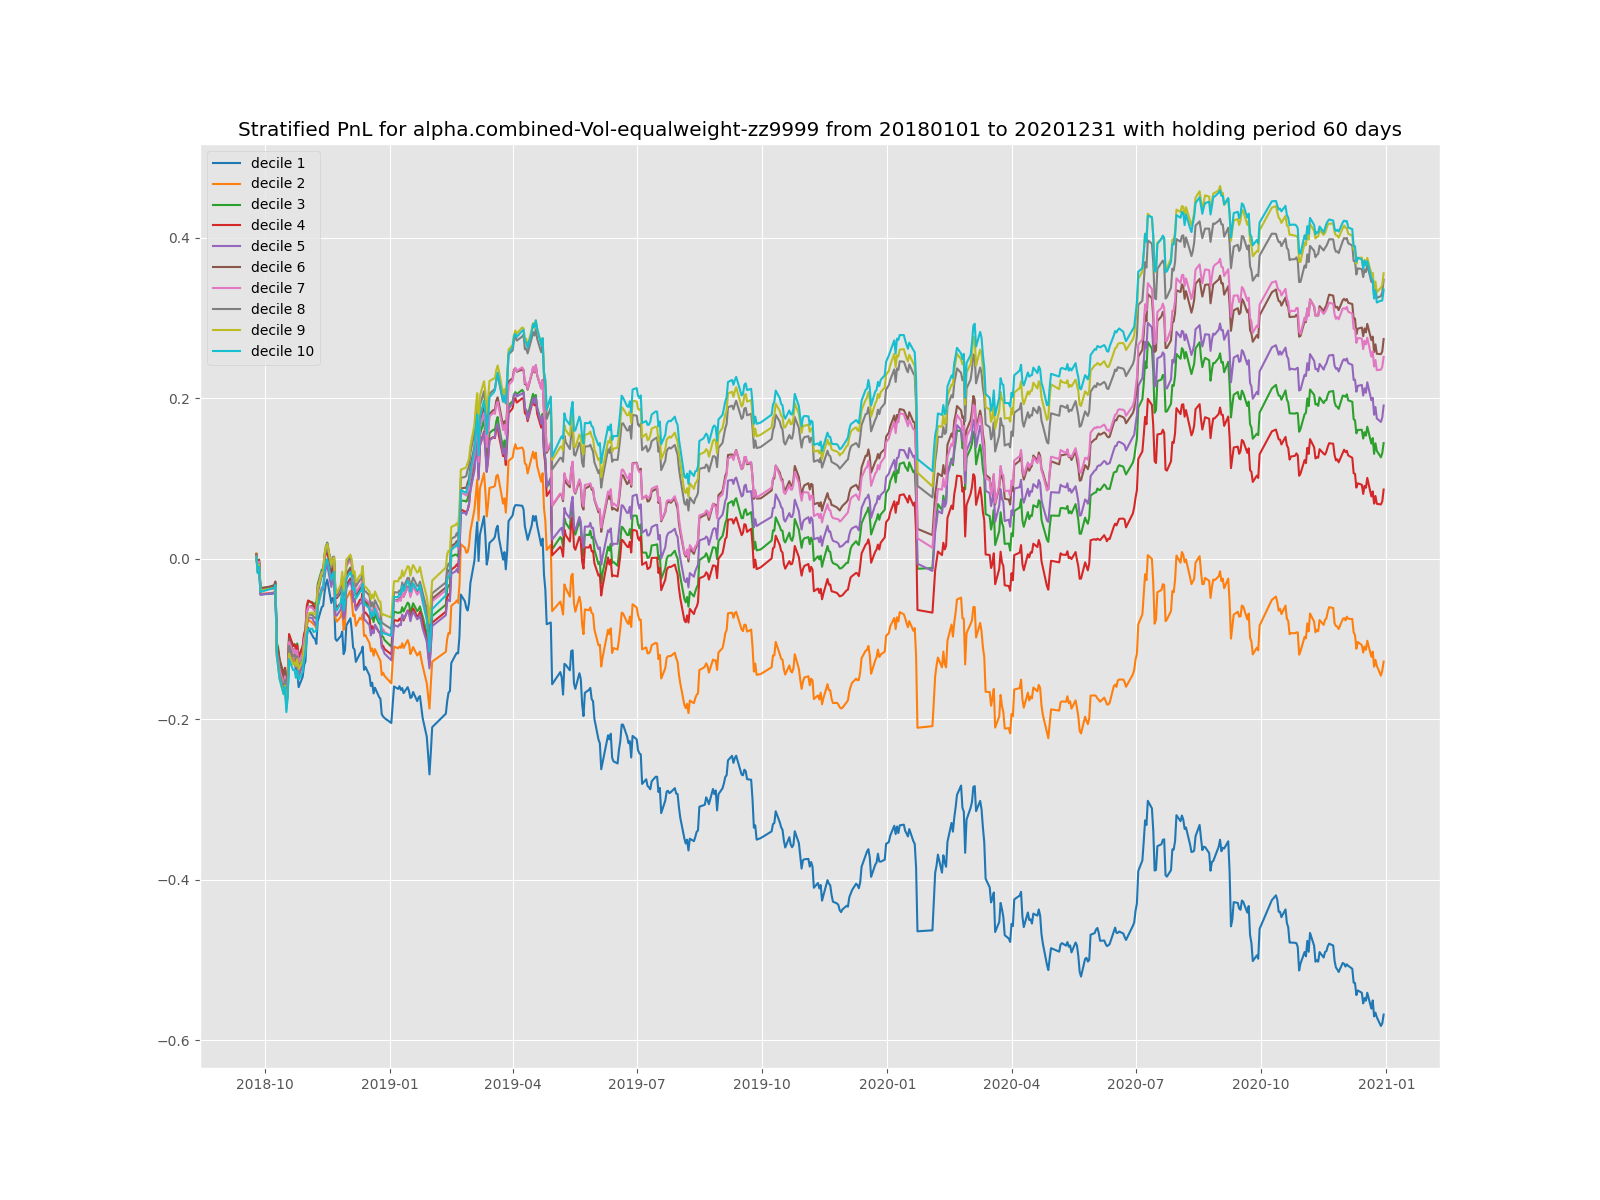 Stratified PnL for alpha.combined-Vol-equalweight-zz9999 from 20180101 to 20201231 with holding period 60 days
decile 1
decile 2
decile 3
decile 4
decile 5
decile 6
decile 7
decile 8
decile 9
decile 10
0.4
0.2
0.0
−0.2
−0.4
−0.6
2018-10 2019-01 2019-04 2019-07 2019-10 2020-01 2020-04 2020-07 2020-10 2021-01